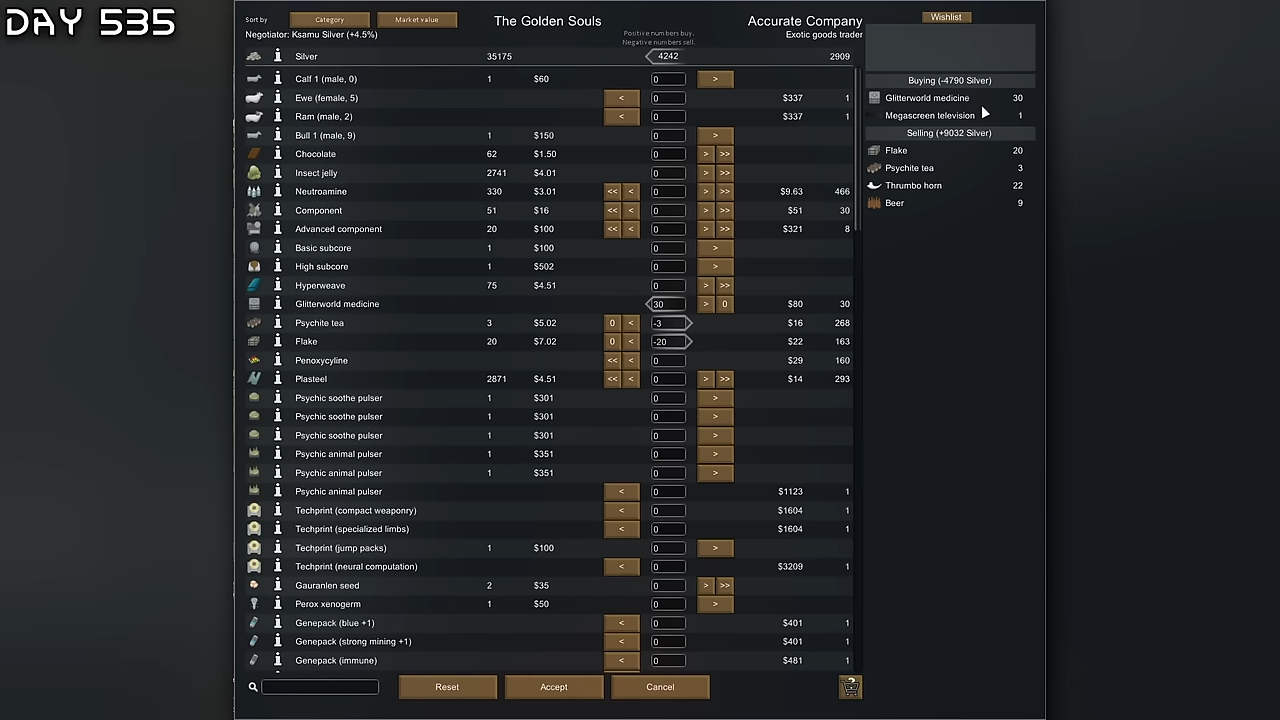 DAY 535
Sort by Category Market value The Golden Souls Accurate Company Wishlist
Negotiator: Ksamu Silver (+4.5%) Positive numbers buy. Exotic goods trader
Negative numbers sell.
Silver 35175 4242 2909
Calf 1 (male, 0) 1 $60 0 >
Ewe (female, 5) < 0 $337 1
Ram (male, 2) < 0 $337 1
Bull 1 (male, 9) 1 $150 0 >
Chocolate 62 $1.50 0 > >>
Insect jelly 2741 $4.01 0 > >>
Neutroamine 330 $3.01 << < 0 > >> $9.63 466
Component 51 $16 << < 0 > >> $51 30
Advanced component 20 $100 << < 0 > >> $321 8
Basic subcore 1 $100 0 >
High subcore 1 $502 0 >
Hyperweave 75 $4.51 0 > >>
Glitterworld medicine 30 > 0 $80 30
Psychite tea 3 $5.02 0 < -3 $16 268
Flake 20 $7.02 0 < -20 $22 163
Penoxycyline << < 0 $29 160
Plasteel 2871 $4.51 << < 0 > >> $14 293
Psychic soothe pulser 1 $301 0 >
Psychic soothe pulser 1 $301 0 >
Psychic soothe pulser 1 $301 0 >
Psychic animal pulser 1 $351 0 >
Psychic animal pulser 1 $351 0 >
Psychic animal pulser < 0 $1123 1
Techprint (compact weaponry) < 0 $1604 1
Techprint (specialized limbs) < 0 $1604 1
Techprint (jump packs) 1 $100 0 >
Techprint (neural computation) < 0 $3209 1
Gauranlen seed 2 $35 0 > >>
Perox xenogerm 1 $50 0 >
Genepack (blue +1) < 0 $401 1
Genepack (strong mining +1) < 0 $401 1
Genepack (immune) < 0 $481 1
Reset Accept Cancel
Buying (-4790 Silver)
Glitterworld medicine 30
Megascreen television 1
Selling (+9032 Silver)
Flake 20
Psychite tea 3
Thrumbo horn 22
Beer 9